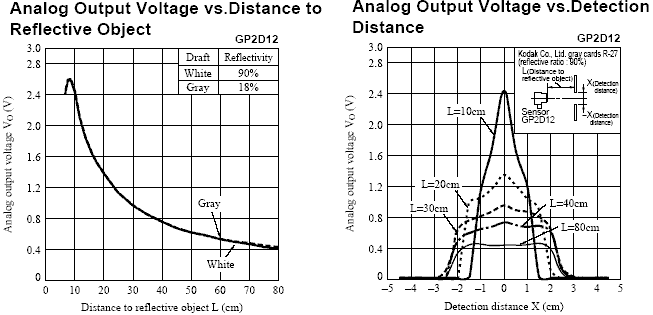 Analog Output Voltage vs.Distance to
Reflective Object
GP2D12
3.0
2.8
2.4
2.0
1.6
1.2
0.8
0.4
0
Analog output voltage VO (V)
Draft Reflectivity
White 90%
Gray 18%
Gray
White
0 10 20 30 40 50 60 70 80
Distance to reflective object L (cm)
Analog Output Voltage vs.Detection
Distance
GP2D12
3.0
2.8
2.4
2.0
1.6
1.2
0.8
0.4
0
Analog output voltage VO (V)
Kodak Co., Ltd. gray cards R-27
(reflective ratio : 90%)
L(Distance to
reflective object)
X(Detection
distance)
Sensor
GP2D12
−X(Detection
distance)
L=10cm
L=20cm
L=30cm
L=40cm
L=80cm
−5 −4 −3 −2 −1 0 1 2 3 4 5
Detection distance X (cm)